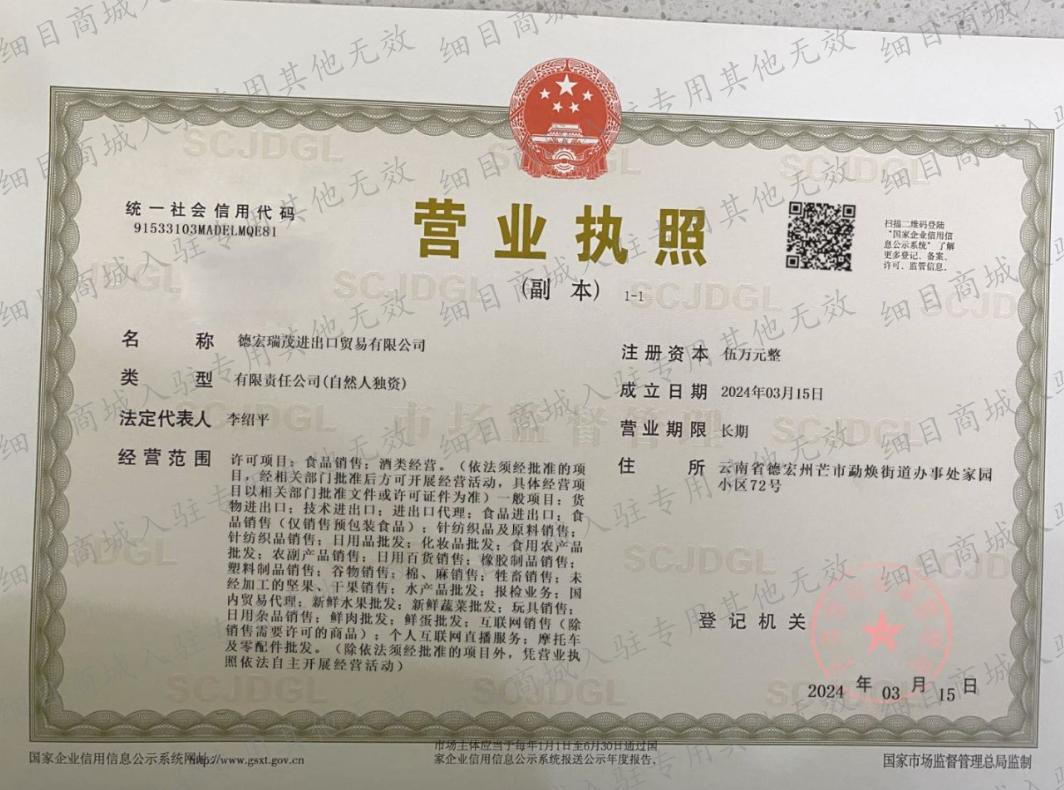 细目商城入驻专用其他无效
统一社会信用代码
91533103MADELMQE81
营业执照
(副 本) 1-1
扫描二维码登陆
“国家企业信用信
息公示系统”了解
更多登记、备案、
许可、监管信息。
名 称 德宏瑞茂进出口贸易有限公司
类 型 有限责任公司(自然人独资)
法定代表人 李绍平
经营范围 许可项目：食品销售；酒类经营。（依法须经批准的项
目，经相关部门批准后方可开展经营活动，具体经营项
目以相关部门批准文件或许可证件为准）一般项目：货
物进出口；技术进出口；进出口代理；食品进出口；食
品销售（仅销售预包装食品）；针纺织品及原料销售；
针纺织品销售；日用品批发；化妆品批发；食用农产品
批发；农副产品销售；日用百货销售；橡胶制品销售；
塑料制品销售；谷物销售；棉、麻销售；牲畜销售；未
经加工的坚果、干果销售；水产品批发；报检业务；国
内贸易代理；新鲜水果批发；新鲜蔬菜批发；玩具销售；
日用杂品销售；鲜肉批发；鲜蛋批发；互联网销售（除
销售需要许可的商品）；个人互联网直播服务；摩托车
及零配件批发。（除依法须经批准的项目外，凭营业执
照依法自主开展经营活动）
注册资本 伍万元整
成立日期 2024年03月15日
营业期限 长期
住 所 云南省德宏州芒市勐焕街道办事处家园
小区72号
登记机关
2024 年 03 月 15 日
国家企业信用信息公示系统网址：http://www.gsxt.gov.cn
市场主体应当于每年1月1日至6月30日通过国
家企业信用信息公示系统报送公示年度报告。
国家市场监督管理总局监制
SCJDGL
市场监督管理